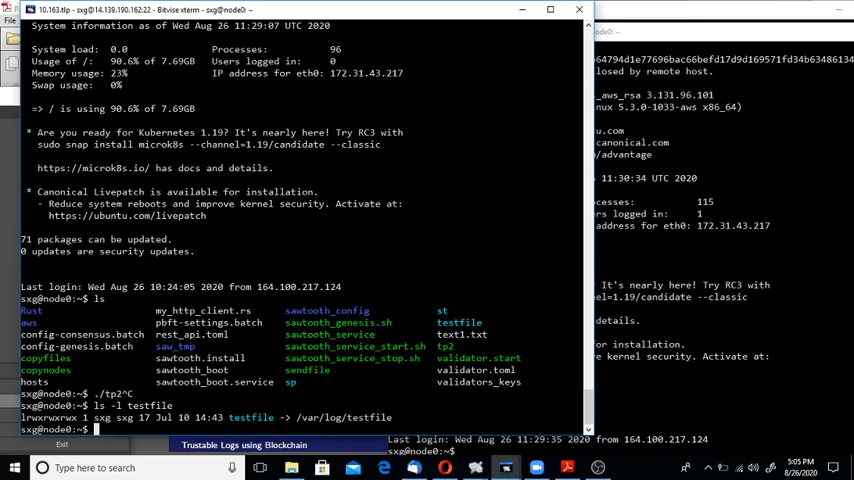 10.163.tlp - sxg@14.139.190.162:22 - Bitvise xterm - sxg@node0: ~
File
System information as of Wed Aug 26 11:29:07 UTC 2020
System load: 0.0 Processes: 96
Usage of /: 90.6% of 7.69GB Users logged in: 0
Memory usage: 23% IP address for eth0: 172.31.43.217
Swap usage: 0%
=> / is using 90.6% of 7.69GB
* Are you ready for Kubernetes 1.19? It's nearly here! Try RC3 with
sudo snap install microk8s --channel=1.19/candidate --classic
https://microk8s.io/ has docs and details.
* Canonical Livepatch is available for installation.
- Reduce system reboots and improve kernel security. Activate at:
https://ubuntu.com/livepatch
71 packages can be updated.
0 updates are security updates.
Last login: Wed Aug 26 10:24:05 2020 from 164.100.217.124
sxg@node0:~$ ls
Rust my_http_client.rs sawtooth_config st
aws pbft-settings.batch sawtooth_genesis.sh testfile
config-consensus.batch rest_api.toml sawtooth_service text1.txt
config-genesis.batch saw_tmp sawtooth_service_start.sh tp2
copyfiles sawtooth.install sawtooth_service_stop.sh validator.start
copynodes sawtooth_boot sendfile validator.toml
hosts sawtooth_boot.service sp validators_keys
sxg@node0:~$ ./tp2^C
sxg@node0:~$ ls -l testfile
lrwxrwxrwx 1 sxg sxg 17 Jul 10 14:43 testfile -> /var/log/testfile
sxg@node0:~$
node0: ~
b64794d1e77696bac66befd17d9d169571fd34b63486134
closed by remote host.
_aws_rsa 3.131.96.101
nux 5.3.0-1033-aws x86_64)
tu.com
canonical.com
/advantage
11:30:34 UTC 2020
cesses: 115
ers logged in: 1
address for eth0: 172.31.43.217
? It's nearly here! Try RC3 with
=1.19/candidate --classic
details.
for installation.
re kernel security. Activate at:
Last login: Wed Aug 26 11:29:35 2020 from 164.100.217.124
sxg@node0:~$
Exit
Trustable Logs using Blockchain
Type here to search
5:05 PM
8/26/2020